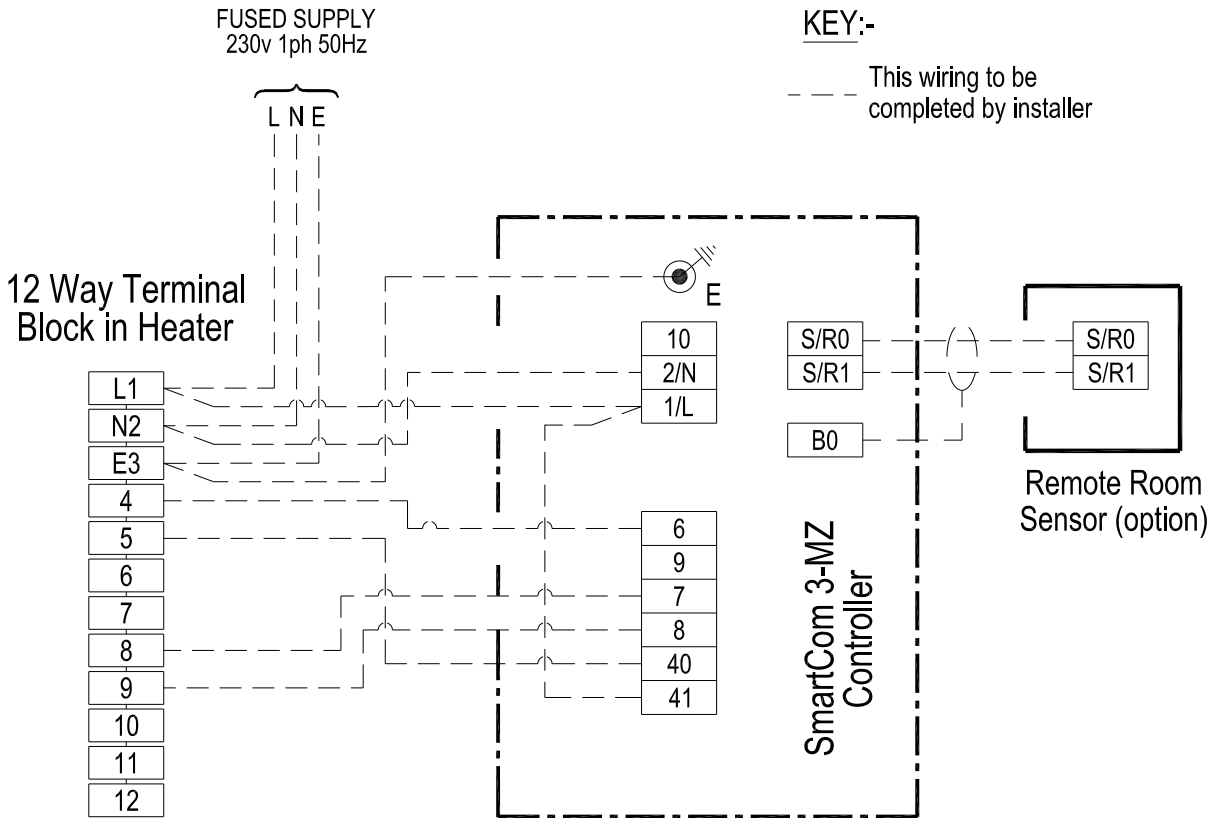 FUSED SUPPLY
230v 1ph 50Hz
L N E
KEY:-
This wiring to be
completed by installer
12 Way Terminal
Block in Heater
L1
N2
E3
4
5
6
7
8
9
10
11
12
E
10
2/N
1/L
6
9
7
8
40
41
S/R0
S/R1
B0
SmartCom 3-MZ
Controller
S/R0
S/R1
Remote Room
Sensor (option)